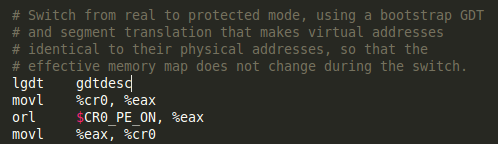 # Switch from real to protected mode, using a bootstrap GDT
# and segment translation that makes virtual addresses
# identical to their physical addresses, so that the
# effective memory map does not change during the switch.
lgdt    gdtdesc
movl    %cr0, %eax
orl     $CR0_PE_ON, %eax
movl    %eax, %cr0